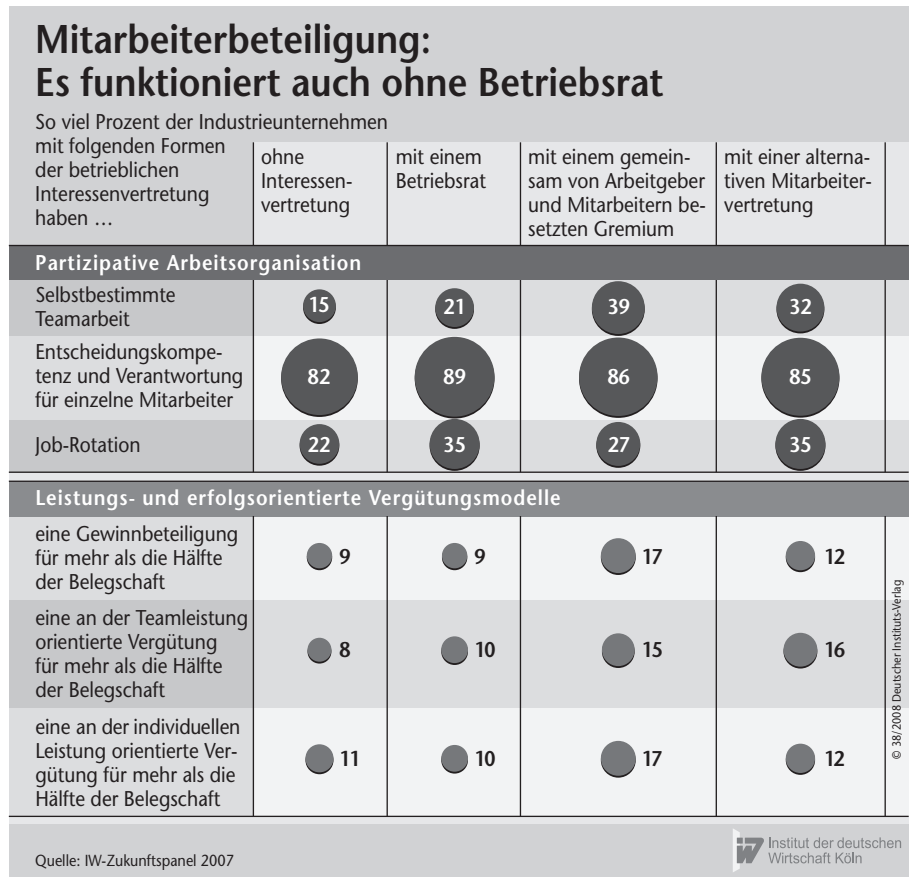 Mitarbeiterbeteiligung:
Es funktioniert auch ohne Betriebsrat
So viel Prozent der Industrieunternehmen
mit folgenden Formen
der betrieblichen
Interessenvertretung
haben …
ohne
Interessen-
vertretung
mit einem
Betriebsrat
mit einem gemein-
sam von Arbeitgeber
und Mitarbeitern be-
setzten Gremium
mit einer alterna-
tiven Mitarbeiter-
vertretung
Partizipative Arbeitsorganisation
Selbstbestimmte
Teamarbeit
15 21 39 32
Entscheidungskompe-
tenz und Verantwortung
für einzelne Mitarbeiter
82 89 86 85
Job-Rotation
22 35 27 35
Leistungs- und erfolgsorientierte Vergütungsmodelle
eine Gewinnbeteiligung
für mehr als die Hälfte
der Belegschaft
9 9 17 12
eine an der Teamleistung
orientierte Vergütung
für mehr als die Hälfte
der Belegschaft
8 10 15 16
eine an der individuellen
Leistung orientierte Ver-
gütung für mehr als die
Hälfte der Belegschaft
11 10 17 12
© 38/2008 Deutscher Instituts-Verlag
Quelle: IW-Zukunftspanel 2007
iw
Institut der deutschen
Wirtschaft Köln